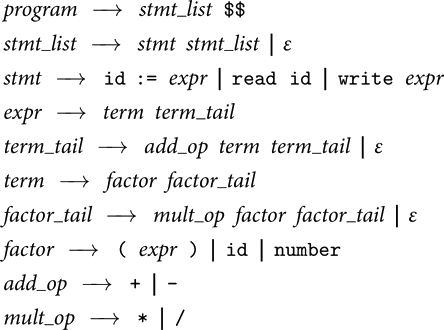 program ⟶ stmt_list $$
stmt_list ⟶ stmt stmt_list | ε
stmt ⟶ id := expr | read id | write expr
expr ⟶ term term_tail
term_tail ⟶ add_op term term_tail | ε
term ⟶ factor factor_tail
factor_tail ⟶ mult_op factor factor_tail | ε
factor ⟶ ( expr ) | id | number
add_op ⟶ + | -
mult_op ⟶ * | /